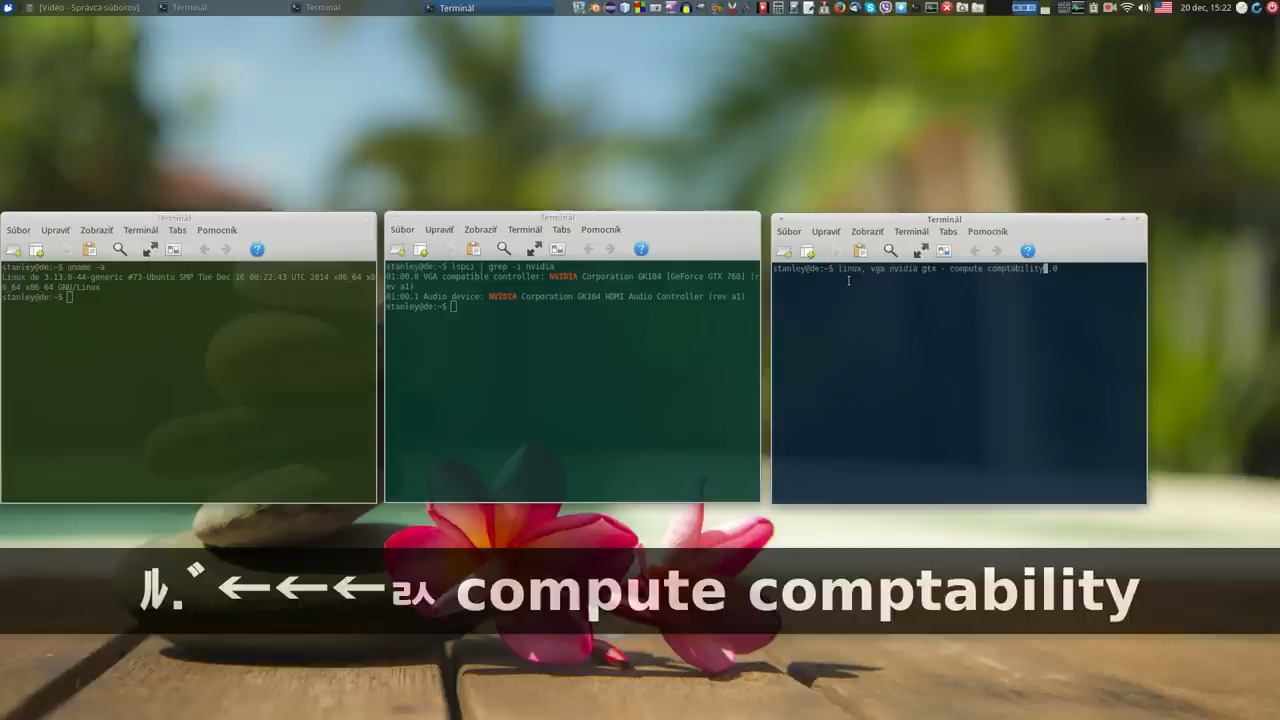 [Video - Správca súborov]
Terminál
Terminál
Terminál
20 dec, 15:22
Terminál
Súbor Upraviť Zobraziť Terminál Tabs Pomocník
stanley@de:~$ uname -a
Linux de 3.13.0-44-generic #73-Ubuntu SMP Tue Dec 16 00:22:43 UTC 2014 x86_64 x8
6_64 x86_64 GNU/Linux
stanley@de:~$
Terminál
Súbor Upraviť Zobraziť Terminál Tabs Pomocník
stanley@de:~$ lspci | grep -i nvidia
01:00.0 VGA compatible controller: NVIDIA Corporation GK104 [GeForce GTX 760] (r
ev a1)
01:00.1 Audio device: NVIDIA Corporation GK104 HDMI Audio Controller (rev a1)
stanley@de:~$
Terminál
Súbor Upraviť Zobraziť Terminál Tabs Pomocník
stanley@de:~$ linux, vga nvidia gtx - compute comptability .0
←←← compute comptability